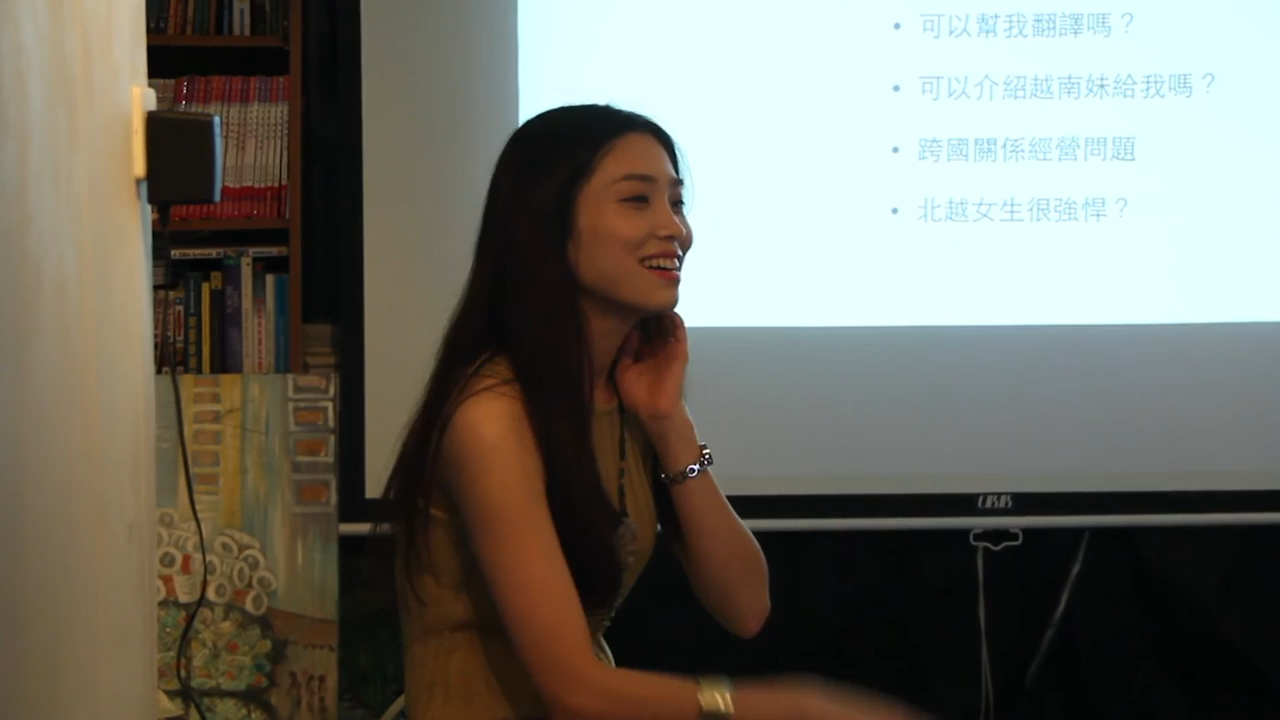 • 可以幫我翻譯嗎？
• 可以介紹越南妹給我嗎？
• 跨國關係經營問題
• 北越女生很強悍？